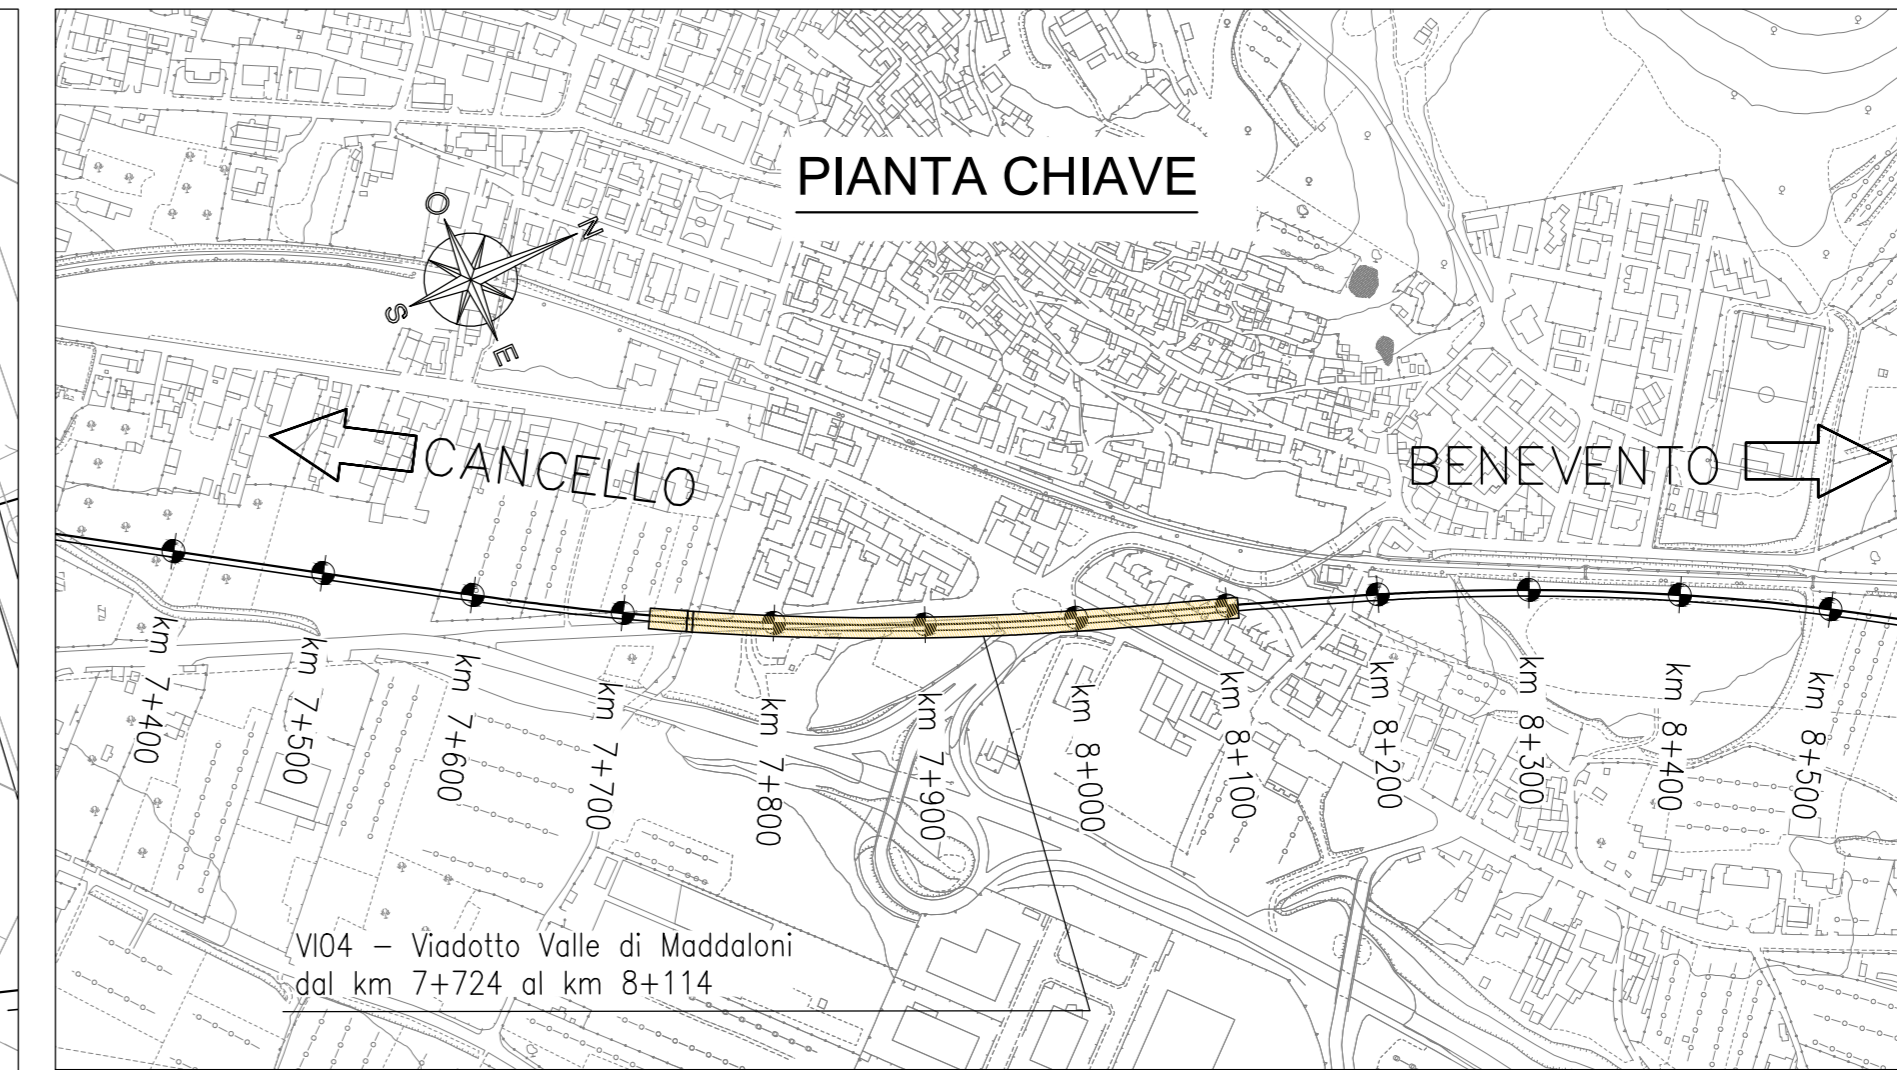 PIANTA CHIAVE
O
N
S
E
CANCELLO
BENEVENTO
km 7+400
km 7+500
km 7+600
km 7+700
km 7+800
km 7+900
km 8+000
km 8+100
km 8+200
km 8+300
km 8+400
km 8+500
VI04 – Viadotto Valle di Maddaloni
dal km 7+724 al km 8+114